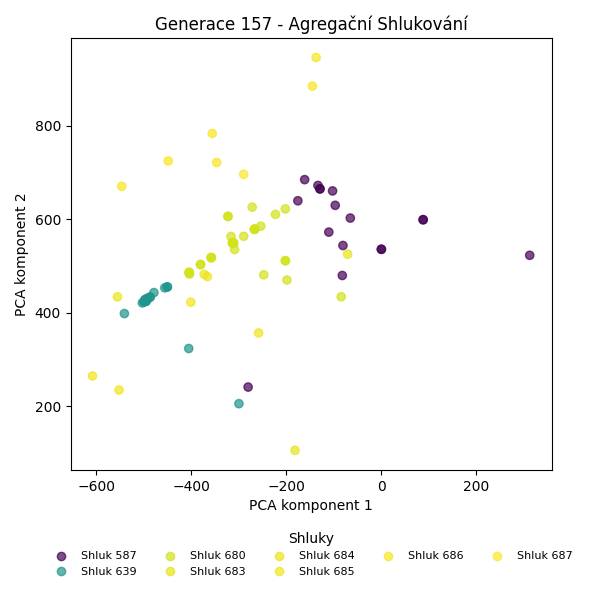 Generace 157 - Agregační Shlukování
PCA komponent 2
800
600
400
200
−600 −400 −200 0 200
PCA komponent 1
Shluky
Shluk 587 Shluk 680 Shluk 684 Shluk 686 Shluk 687
Shluk 639 Shluk 683 Shluk 685